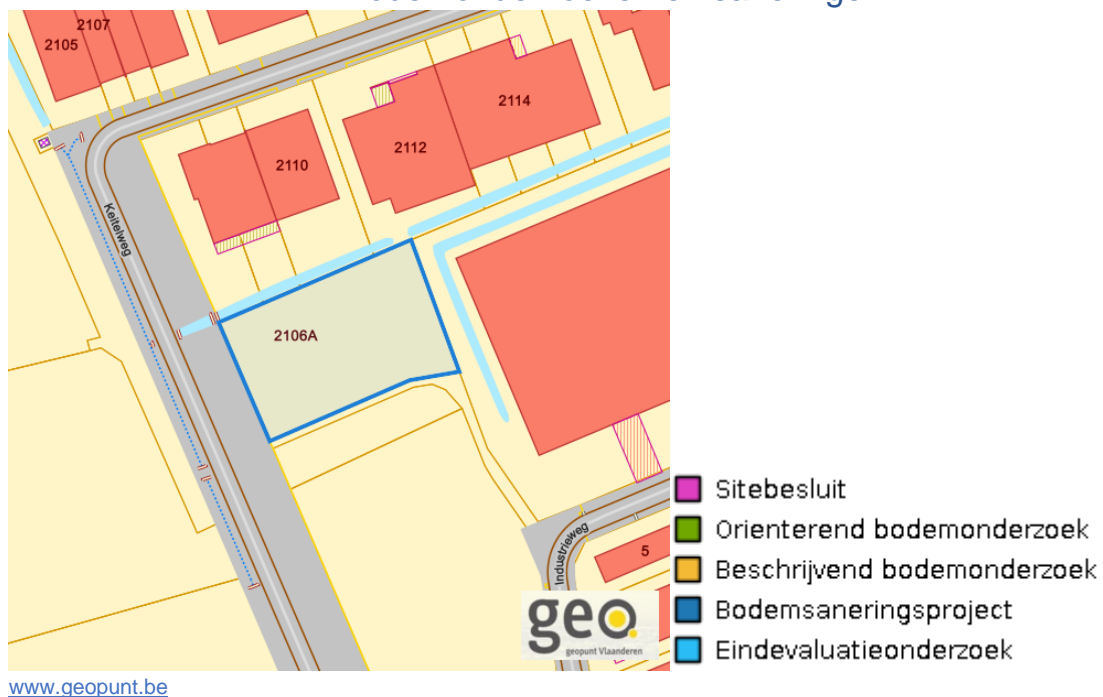 2107
2105
2114
2112
2110
Keitelweg
2106A
Industrieweg
5
geo.
geopunt Vlaanderen
Sitebesluit
Orienterend bodemonderzoek
Beschrijvend bodemonderzoek
Bodemsaneringsproject
Eindevaluatieonderzoek
www.geopunt.be